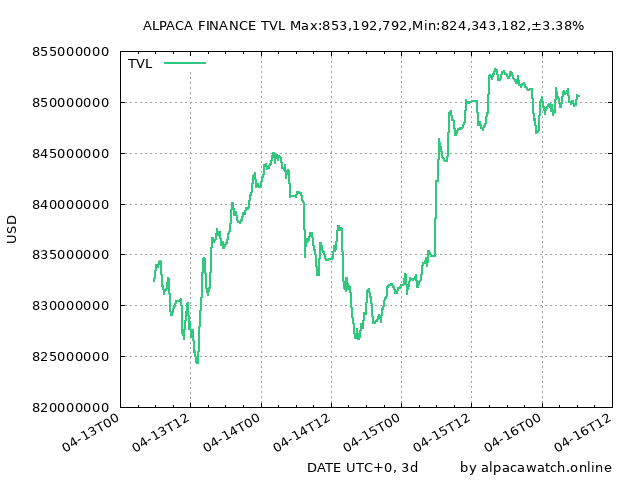 ALPACA FINANCE TVL Max:853,192,792,Min:824,343,182,±3.38%
TVL
855000000
850000000
845000000
840000000
835000000
830000000
825000000
820000000
USD
04-13T00
04-13T12
04-14T00
04-14T12
04-15T00
04-15T12
04-16T00
04-16T12
DATE UTC+0, 3d
by alpacawatch.online